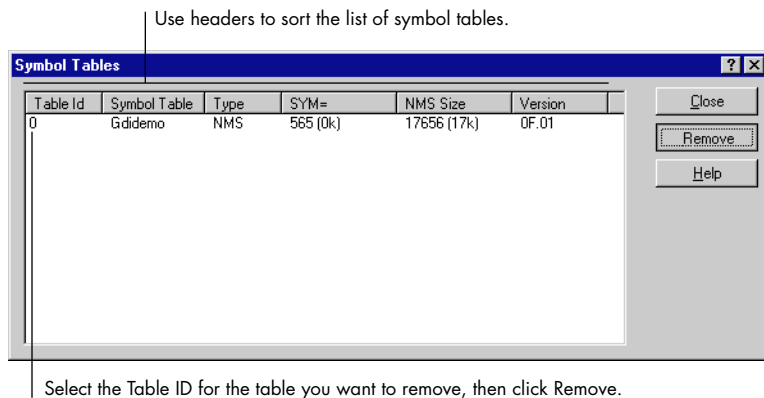 Use headers to sort the list of symbol tables.
Symbol Tables
Table Id Symbol Table Type SYM= NMS Size Version
0 Gdidemo NMS 565 (0k) 17656 (17k) 0F.01
Close
Remove
Help
Select the Table ID for the table you want to remove, then click Remove.